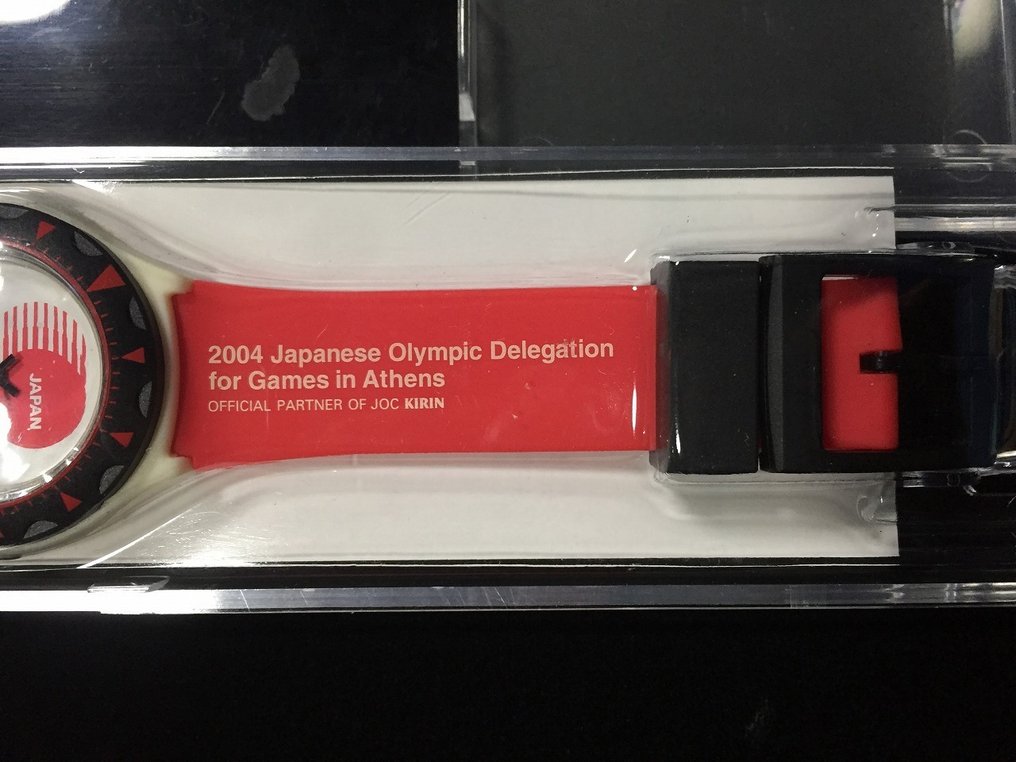 2004 Japanese Olympic Delegation
for Games in Athens
OFFICIAL PARTNER OF JOC KIRIN
JAPAN